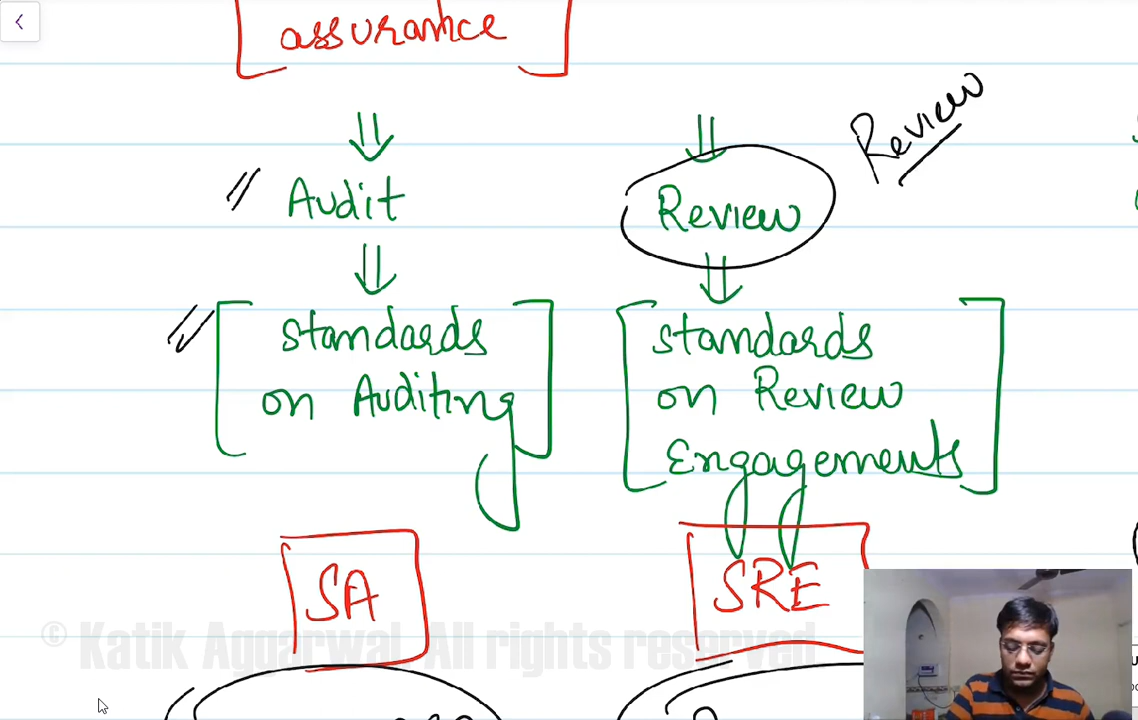 assurance
Review
Audit
Review
standards
on Auditing
standards
on Review
Engagements
SA
SRE
© Katik Aggarwal All rights reserved